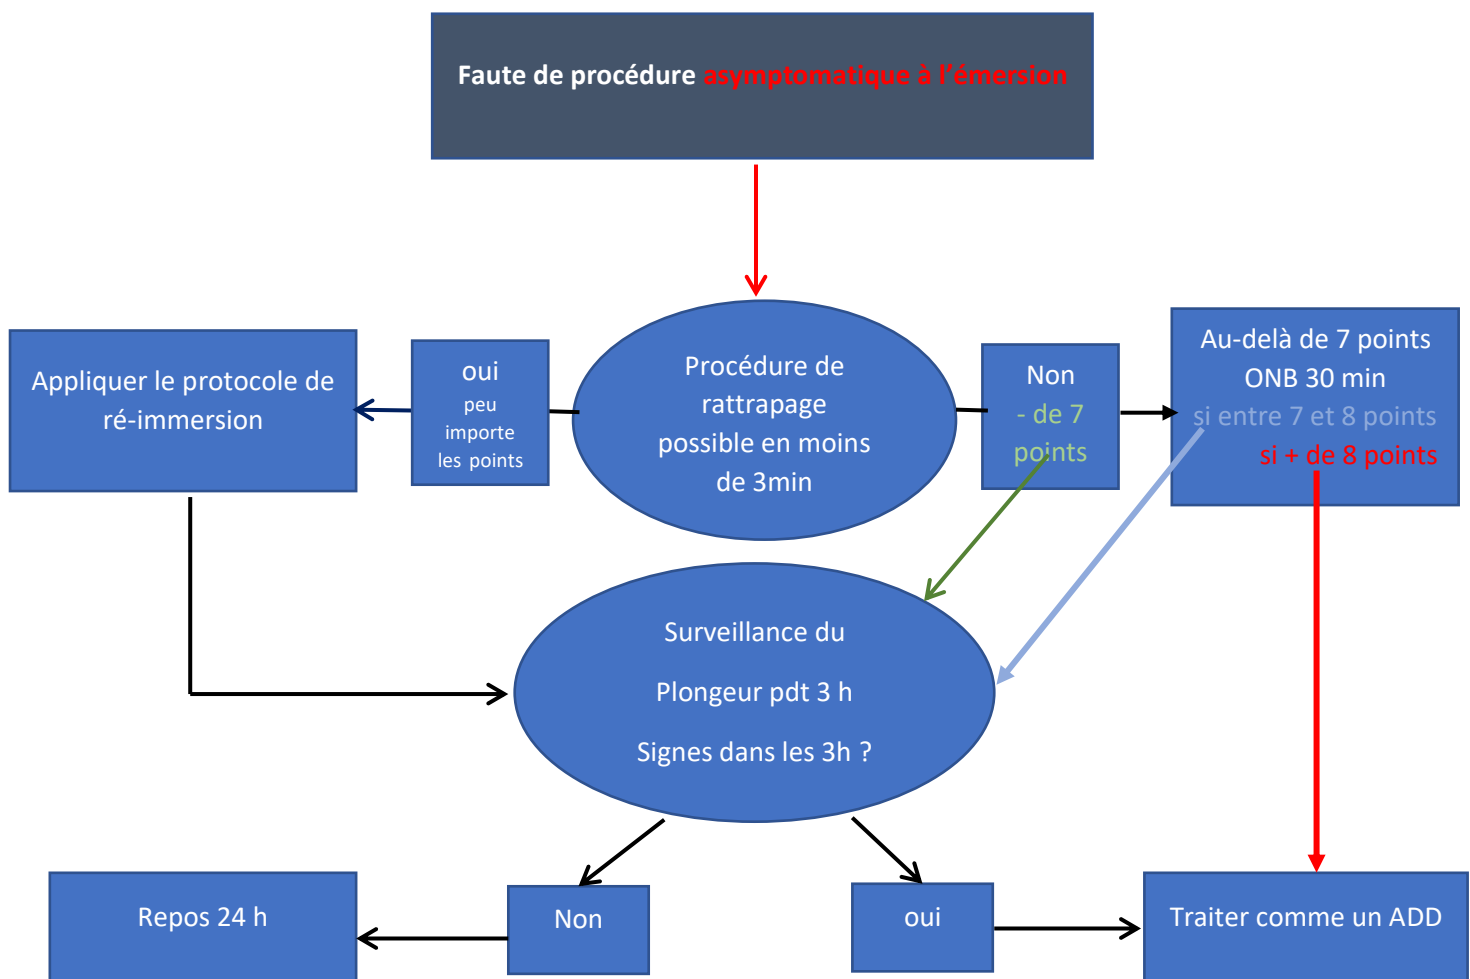 Faute de procédure asymptomatique à l'émersion
Appliquer le protocole de
ré-immersion
oui
peu
importe
les points
Procédure de
rattrapage
possible en moins
de 3min
Non
- de 7
points
Au-delà de 7 points
ONB 30 min
si entre 7 et 8 points
si + de 8 points
Surveillance du
Plongeur pdt 3 h
Signes dans les 3h ?
Repos 24 h
Non
oui
Traiter comme un ADD